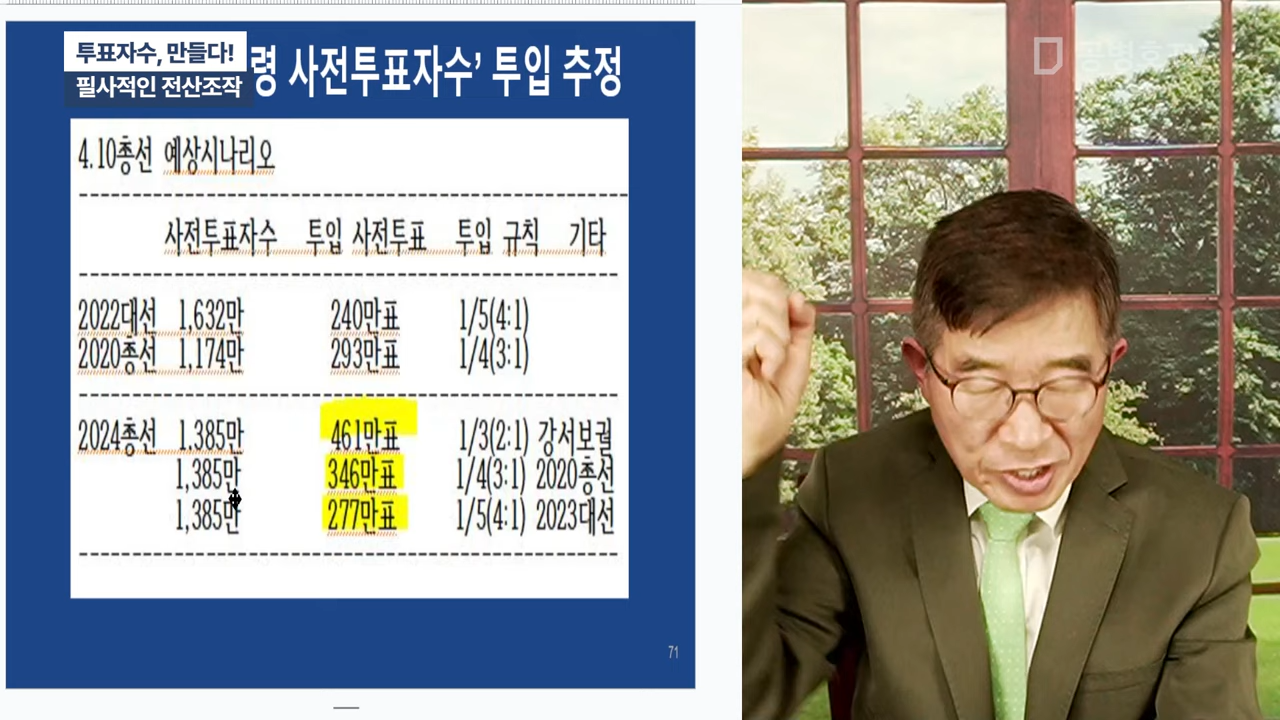 투표자수, 만들다!
필사적인 전산조작
령 사전투표자수’ 투입 추정
4.10총선 예상시나리오
사전투표자수 투입 사전투표 투입 규칙 기타
2022대선 1,632만 240만표 1/5(4:1)
2020총선 1,174만 293만표 1/4(3:1)
2024총선 1,385만 461만표 1/3(2:1) 강서보궐
1,385만 346만표 1/4(3:1) 2020총선
1,385만 277만표 1/5(4:1) 2023대선
71
공병호